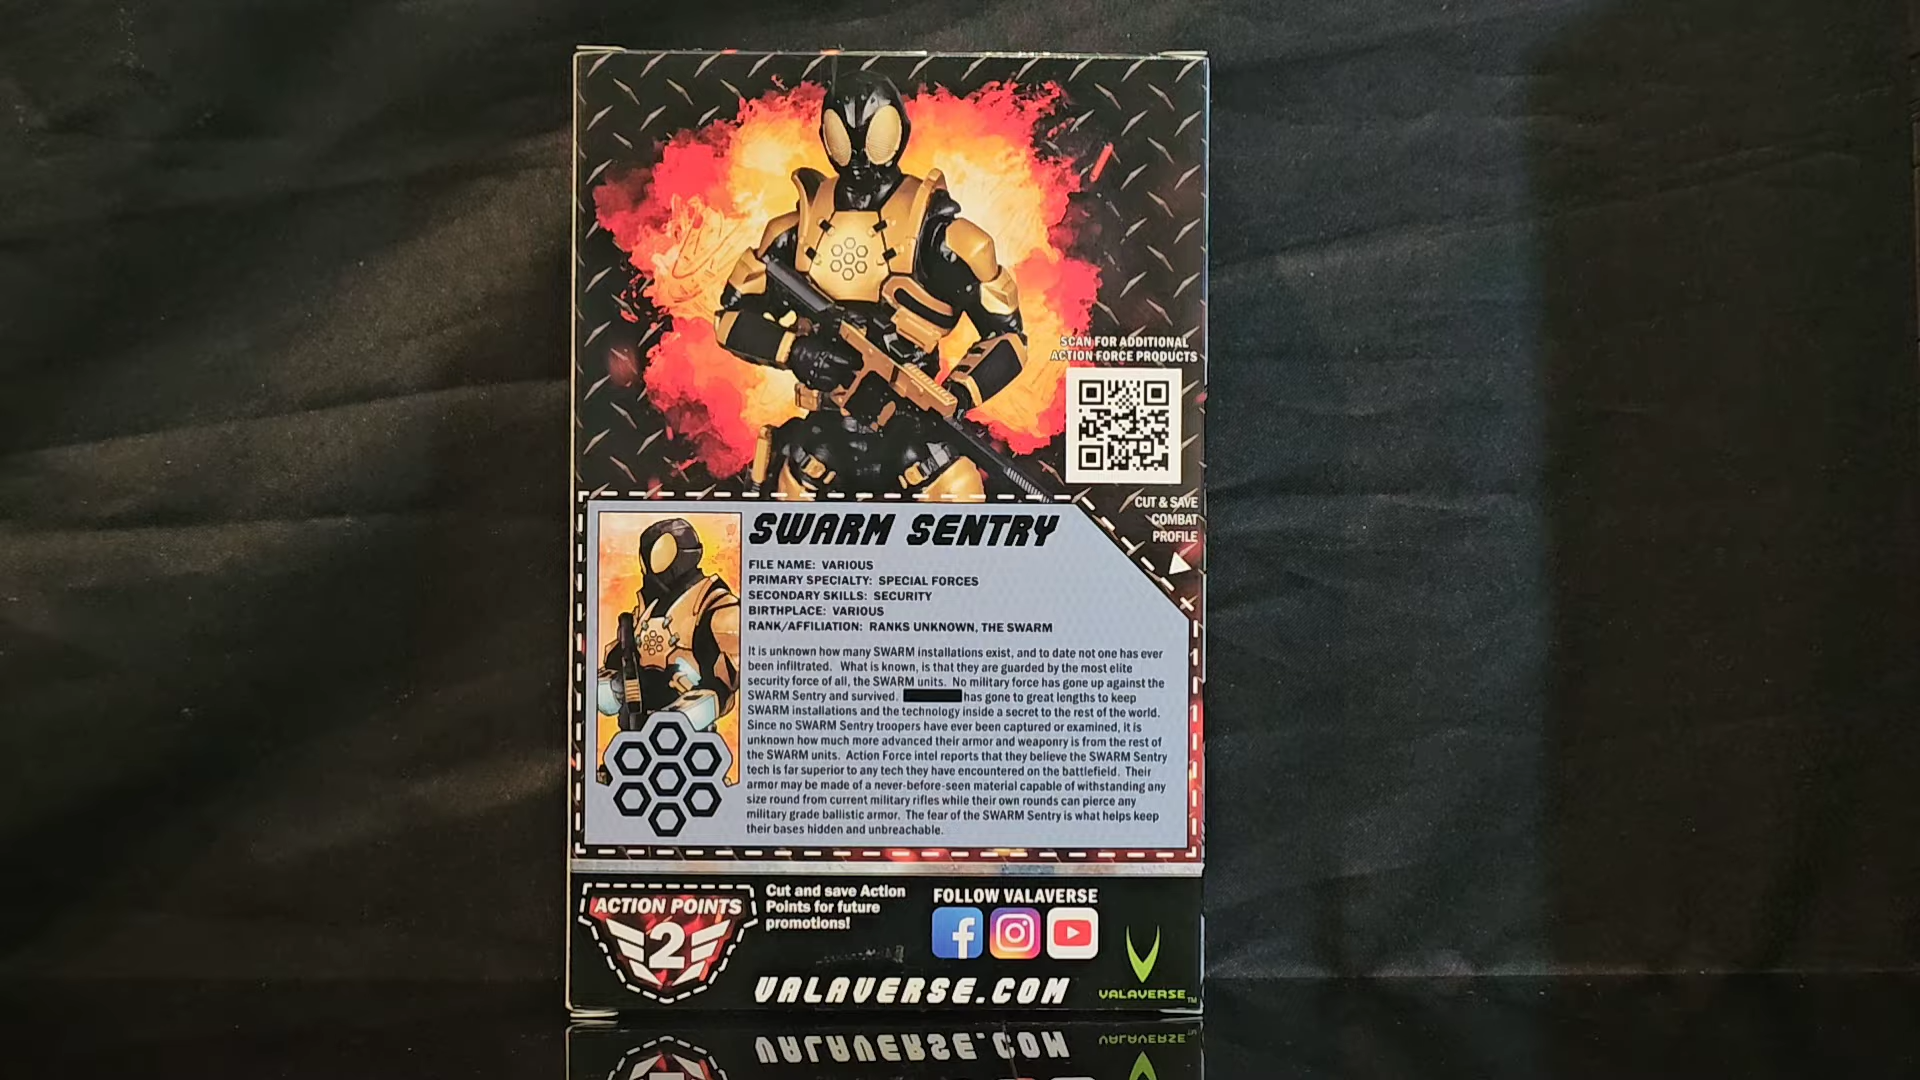 SCAN FOR ADDITIONAL
ACTION FORCE PRODUCTS
CUT & SAVE
COMBAT
PROFILE
SWARM SENTRY
FILE NAME: VARIOUS
PRIMARY SPECIALTY: SPECIAL FORCES
SECONDARY SKILLS: SECURITY
BIRTHPLACE: VARIOUS
RANK/AFFILIATION: RANKS UNKNOWN, THE SWARM
It is unknown how many SWARM installations exist, and to date not one has ever
been infiltrated. What is known, is that they are guarded by the most elite
security force of all, the SWARM units. No military force has gone up against the
SWARM Sentry and survived. has gone to great lengths to keep
SWARM installations and the technology inside a secret to the rest of the world.
Since no SWARM Sentry troopers have ever been captured or examined, it is
unknown how much more advanced their armor and weaponry is from the rest of
the SWARM units. Action Force intel reports that they believe the SWARM Sentry
tech is far superior to any tech they have encountered on the battlefield. Their
armor may be made of a never-before-seen material capable of withstanding any
size round from current military rifles while their own rounds can pierce any
military grade ballistic armor. The fear of the SWARM Sentry is what helps keep
their bases hidden and unbreachable.
ACTION POINTS
2
Cut and save Action
Points for future
promotions!
FOLLOW VALAVERSE
VALAVERSE.COM
VALAVERSE™